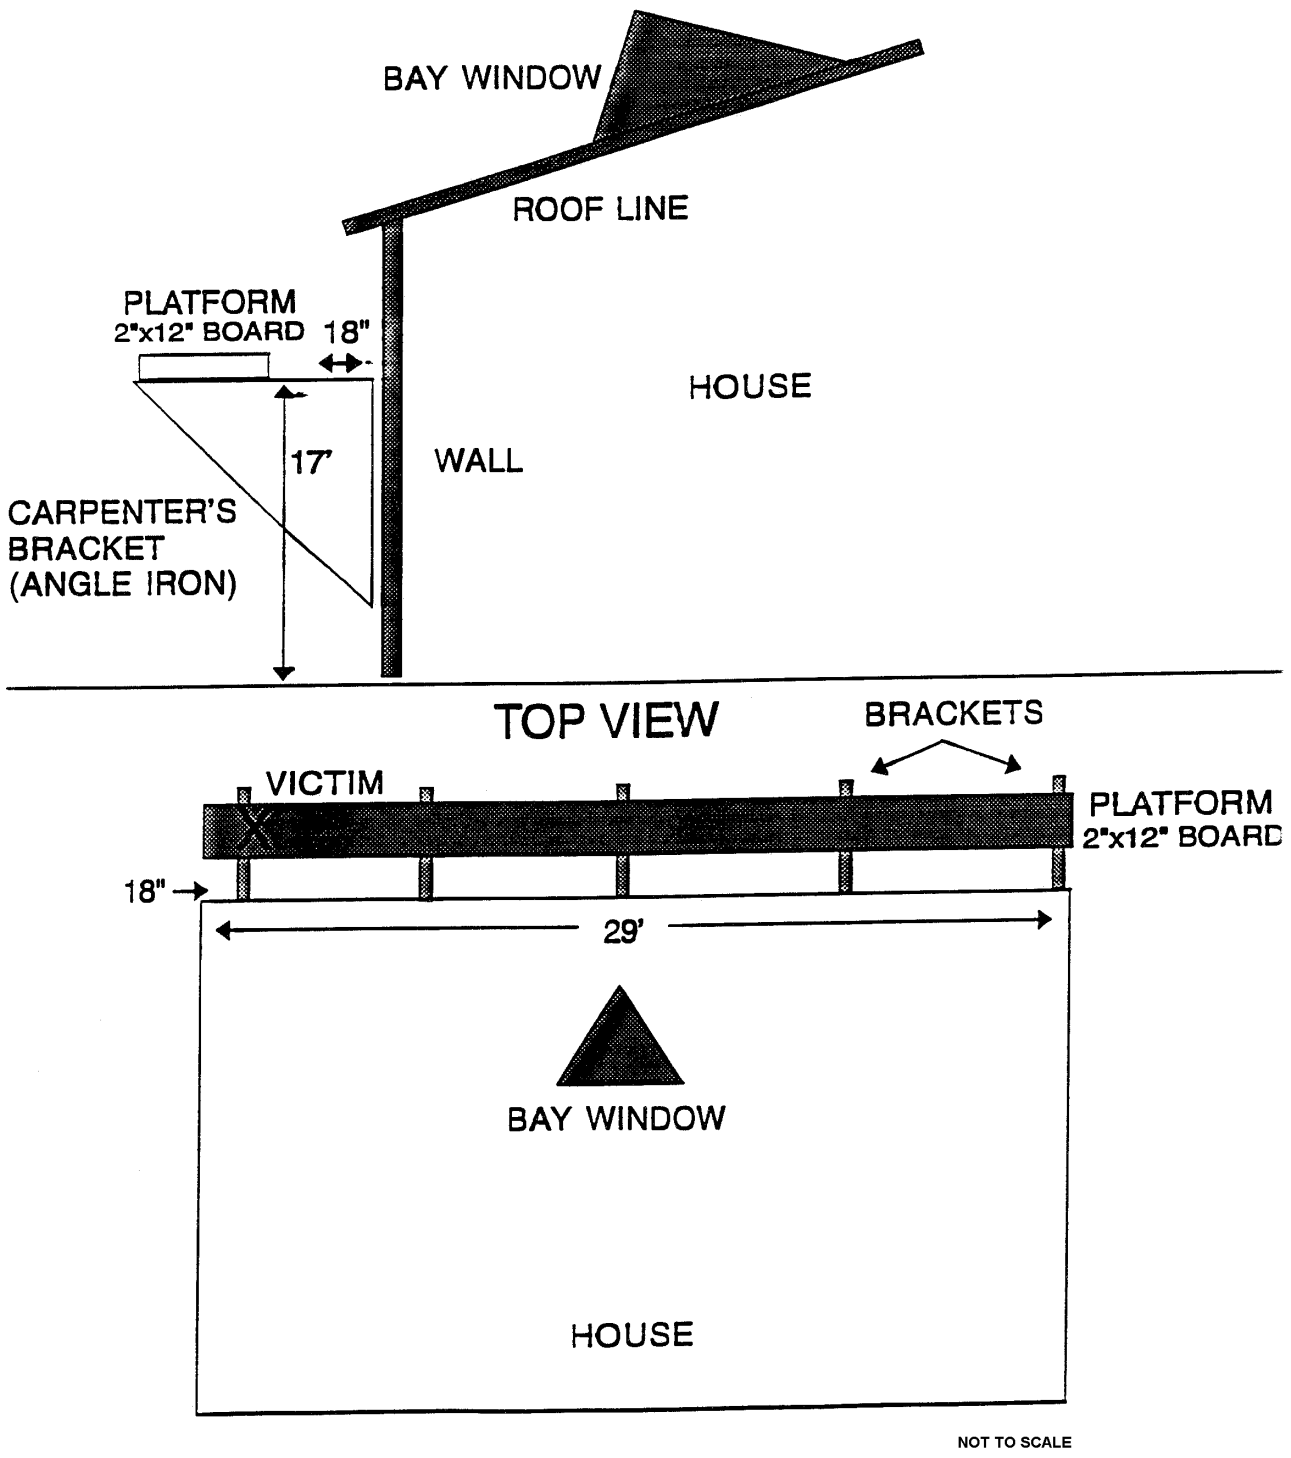 BAY WINDOW
ROOF LINE
PLATFORM
2"x12" BOARD
18"
HOUSE
17'
WALL
CARPENTER'S
BRACKET
(ANGLE IRON)
TOP VIEW
BRACKETS
VICTIM
X
PLATFORM
2"x12" BOARD
18"
29'
BAY WINDOW
HOUSE
NOT TO SCALE